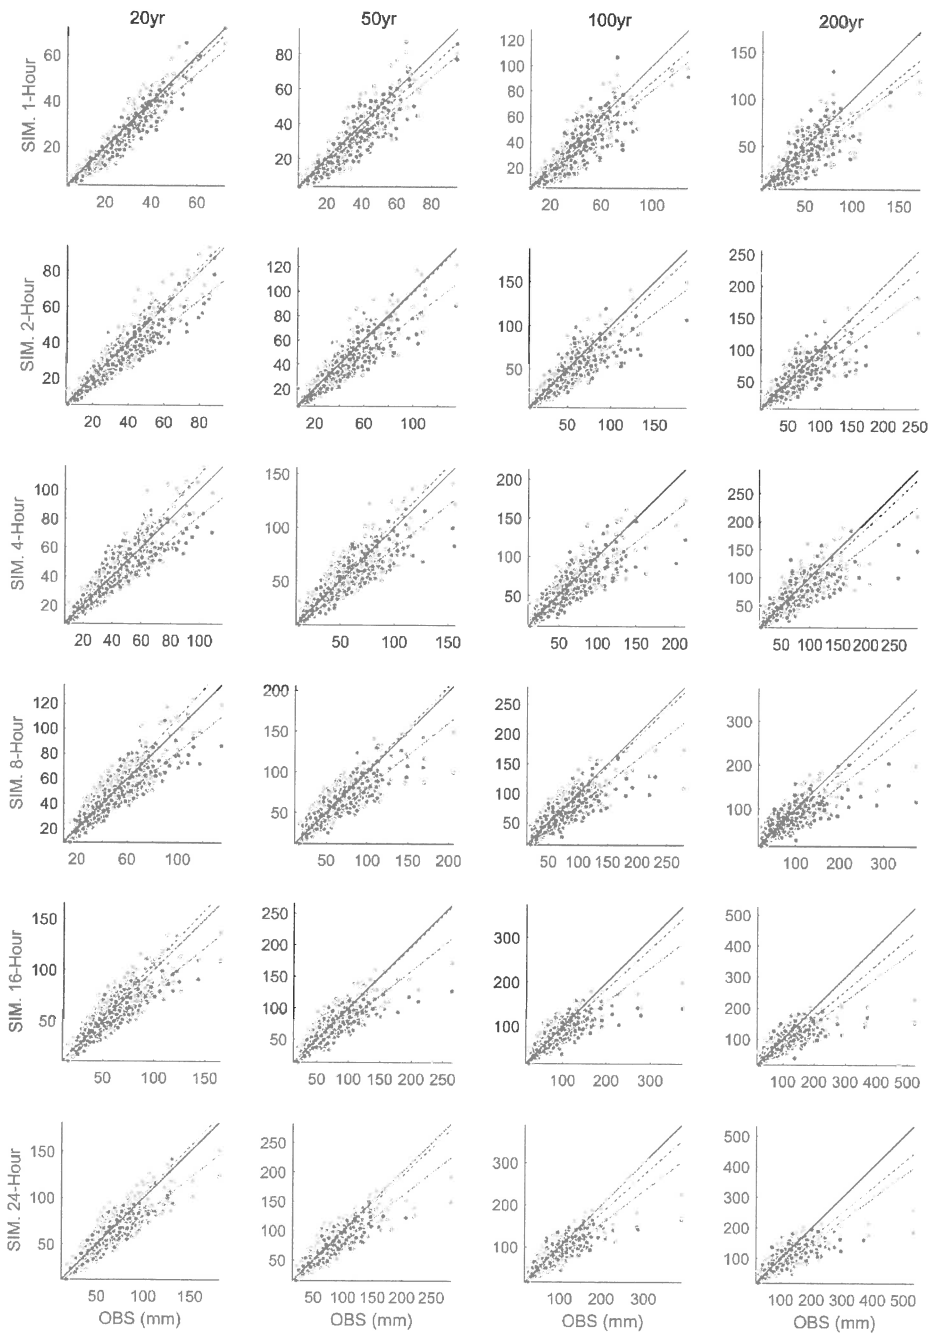 20yr 50yr 100yr 200yr
SIM. 1-Hour
60 40 20
20 40 60
80 60 40 20
20 40 60 80
120 100 80 60 40 20
20 60 100
150 100 50
50 100 150
SIM. 2-Hour
80 60 40 20
20 40 60 80
120 100 80 60 40 20
20 60 100
150 100 50
50 100 150
250 200 150 100 50
50 100 150 200 250
SIM. 4-Hour
100 80 60 40 20
20 40 60 80 100
150 100 50
50 100 150
200 150 100 50
50 100 150 200
250 200 150 100 50
50 100 150 200 250
SIM. 8-Hour
120 100 80 60 40 20
20 60 100
200 150 100 50
50 100 150 200
250 200 150 100 50
50 100 150 200 250
300 200 100
100 200 300
SIM. 16-Hour
150 100 50
50 100 150
250 200 150 100 50
50 100 150 200 250
300 200 100
100 200 300
500 400 300 200 100
100 200 300 400 500
SIM. 24-Hour
150 100 50
50 100 150
250 200 150 100 50
50 100 150 200 250
300 200 100
100 200 300
500 400 300 200 100
100 200 300 400 500
OBS (mm) OBS (mm) OBS (mm) OBS (mm)